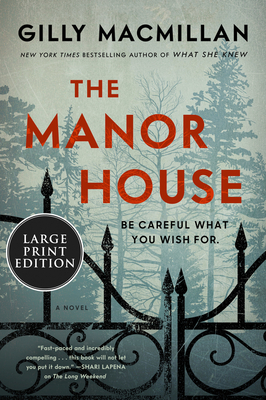 GILLY MACMILLAN
NEW YORK TIMES BESTSELLING AUTHOR OF WHAT SHE KNEW
THE
MANOR
HOUSE
BE CAREFUL WHAT
YOU WISH FOR.
LARGE
PRINT
EDITION
A NOVEL
"Fast-paced and incredibly
compelling . . . this book will not let
you put it down." —SHARI LAPENA
on The Long Weekend